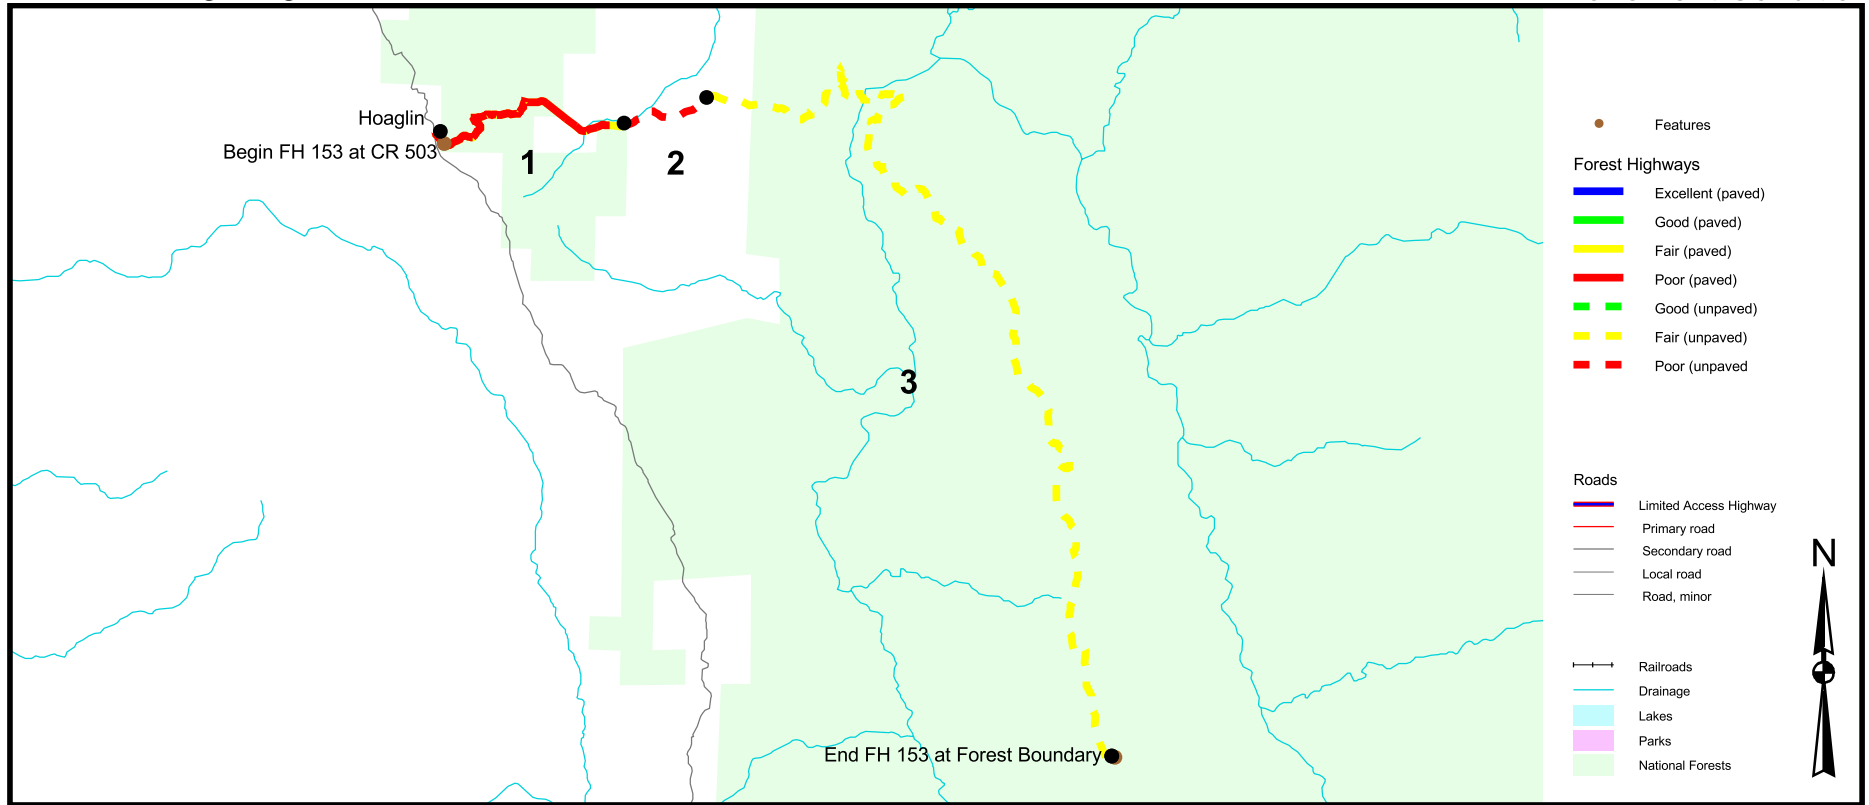 Hoaglin
Begin FH 153 at CR 503
1
2
3
End FH 153 at Forest Boundary
Features
Forest Highways
Excellent (paved)
Good (paved)
Fair (paved)
Poor (paved)
Good (unpaved)
Fair (unpaved)
Poor (unpaved
Roads
Limited Access Highway
Primary road
Secondary road
Local road
Road, minor
N
Railroads
Drainage
Lakes
Parks
National Forests